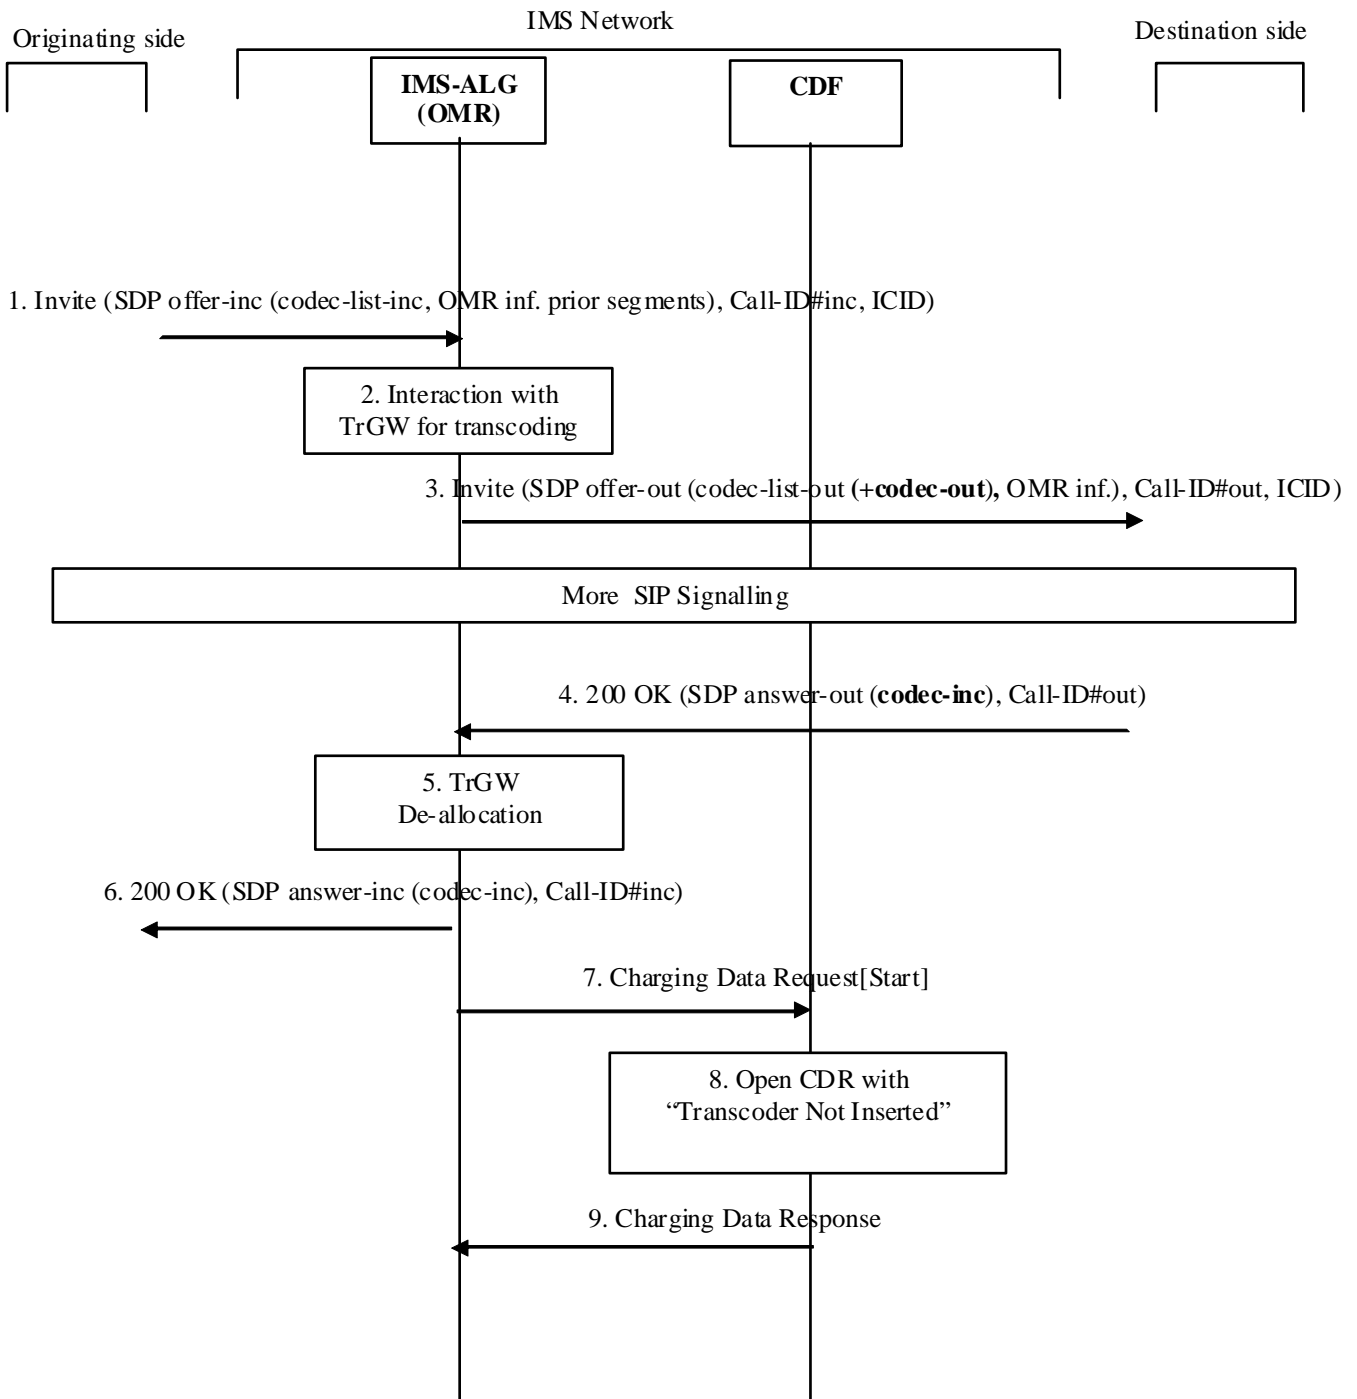 IMS Network
Originating side
Destination side
IMS-ALG
(OMR)
CDF
1. Invite (SDP offer-inc (codec-list-inc, OMR inf. prior segments), Call-ID#inc, ICID)
2. Interaction with
TrGW for transcoding
3. Invite (SDP offer-out (codec-list-out (+codec-out), OMR inf.), Call-ID#out, ICID)
More SIP Signalling
4. 200 OK (SDP answer-out (codec-inc), Call-ID#out)
5. TrGW
De-allocation
6. 200 OK (SDP answer-inc (codec-inc), Call-ID#inc)
7. Charging Data Request[Start]
8. Open CDR with
“Transcoder Not Inserted”
9. Charging Data Response